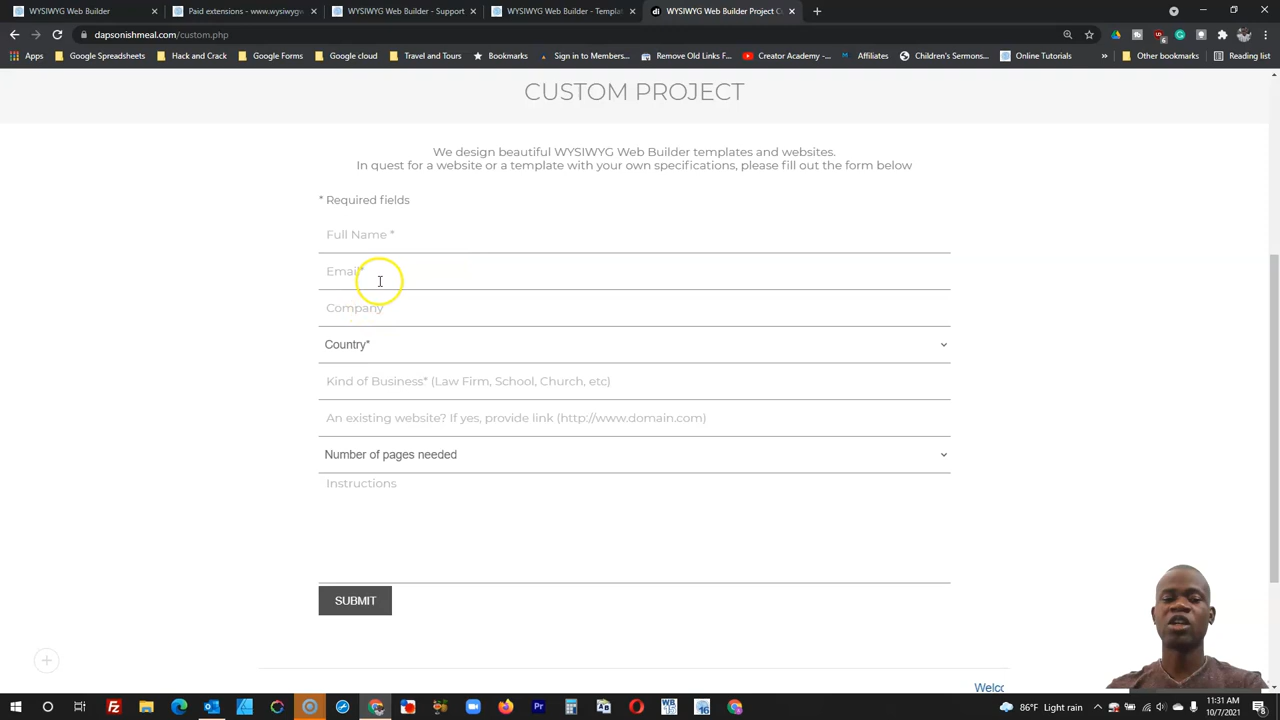 WYSIWYG Web Builder
Paid extensions - www.wysiwyg
WYSIWYG Web Builder - Support
WYSIWYG Web Builder - Templat
di WYSIWYG Web Builder Project C
dapsonishmeal.com/custom.php
Apps
Google Spreadsheets
Hack and Crack
Google Forms
Travel and Tours
Bookmarks
Sign in to Members...
Remove Old Links F...
Creator Academy -...
Affiliates
Children's Sermons...
Online Tutorials
»
Other bookmarks
Reading list
CUSTOM PROJECT
We design beautiful WYSIWYG Web Builder templates and websites.
In quest for a website or a template with your own specifications, please fill out the form below
* Required fields
Full Name *
Email*
Company
Country*
Kind of Business* (Law Firm, School, Church, etc)
An existing website? If yes, provide link (http://www.domain.com)
Number of pages needed
Instructions
SUBMIT
Welco
86°F Light rain
11:31 AM
10/7/2021